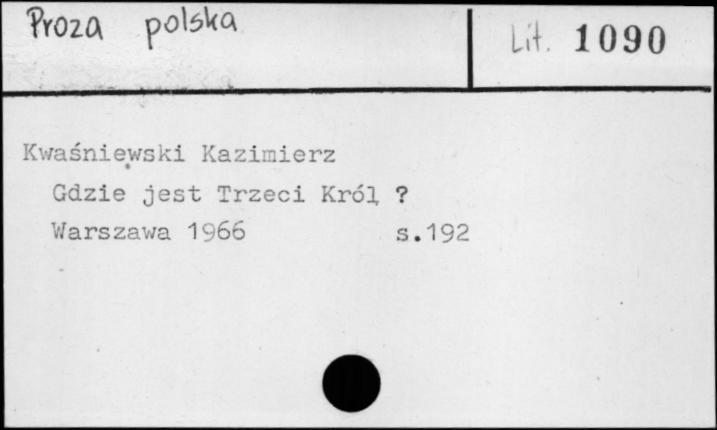 Proza polska
Lit. 1090
Kwaśniewski Kazimierz
Gdzie jest Trzeci Król ?
Warszawa 1966 s.192